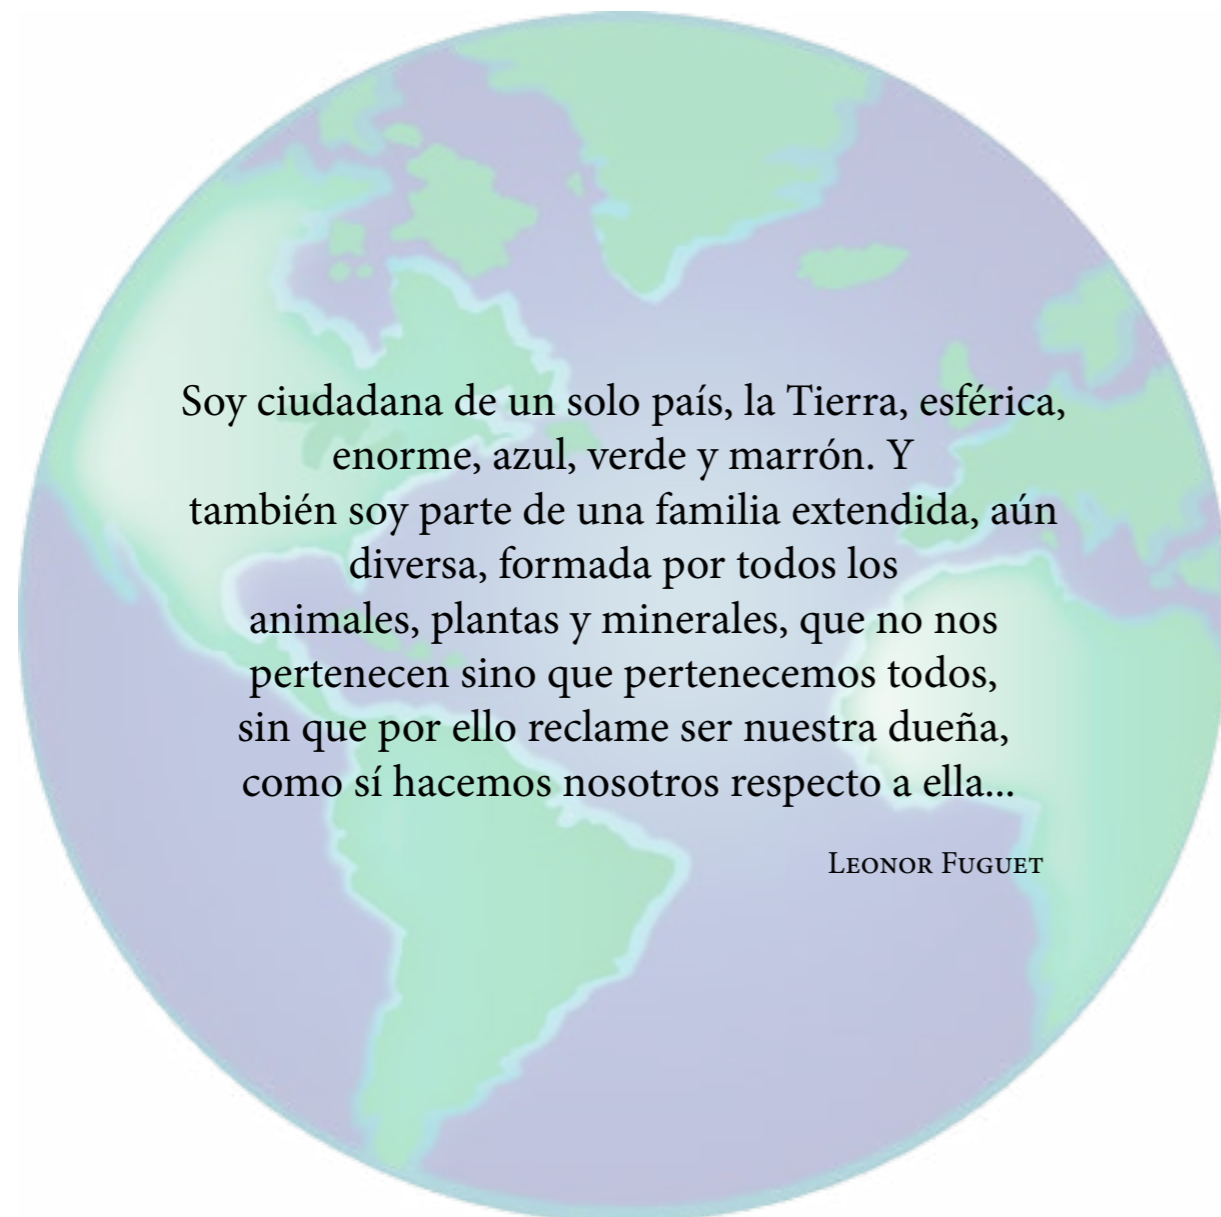 Soy ciudadana de un solo país, la Tierra, esférica,
enorme, azul, verde y marrón. Y
también soy parte de una familia extendida, aún
diversa, formada por todos los
animales, plantas y minerales, que no nos
pertenecen sino que pertenecemos todos,
sin que por ello reclame ser nuestra dueña,
como sí hacemos nosotros respecto a ella...
Leonor Fuguet